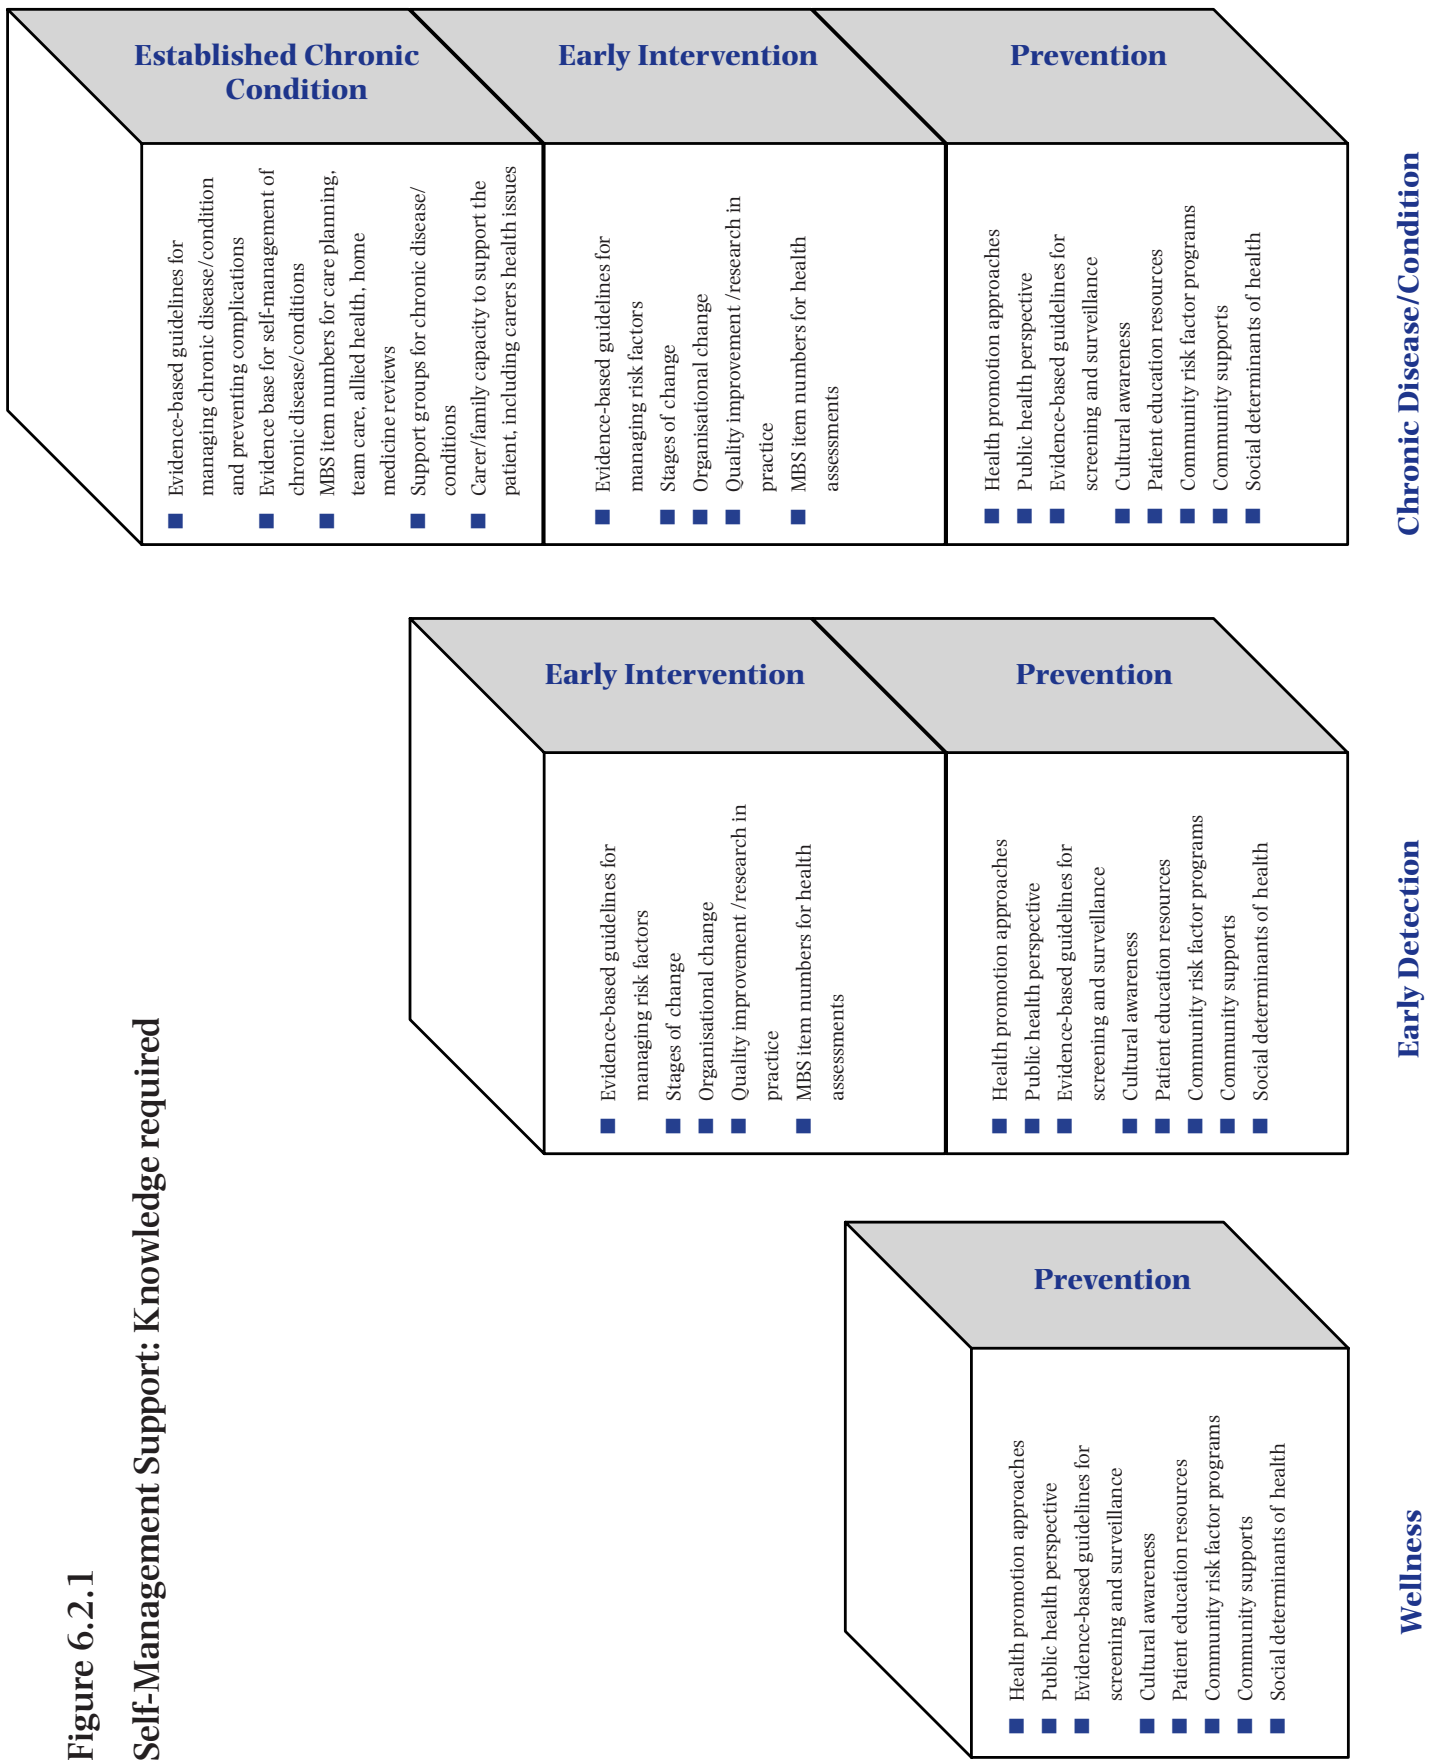 Figure 6.2.1
Self-Management Support: Knowledge required
Prevention
Health promotion approaches
Public health perspective
Evidence-based guidelines for
screening and surveillance
Cultural awareness
Patient education resources
Community risk factor programs
Community supports
Social determinants of health
Wellness
Early Intervention
Evidence-based guidelines for
managing risk factors
Stages of change
Organisational change
Quality improvement /research in
practice
MBS item numbers for health
assessments
Prevention
Health promotion approaches
Public health perspective
Evidence-based guidelines for
screening and surveillance
Cultural awareness
Patient education resources
Community risk factor programs
Community supports
Social determinants of health
Early Detection
Established Chronic
Condition
Evidence-based guidelines for
managing chronic disease/condition
and preventing complications
Evidence base for self-management of
chronic disease/conditions
MBS item numbers for care planning,
team care, allied health, home
medicine reviews
Support groups for chronic disease/
conditions
Carer/family capacity to support the
patient, including carers health issues
Early Intervention
Evidence-based guidelines for
managing risk factors
Stages of change
Organisational change
Quality improvement /research in
practice
MBS item numbers for health
assessments
Prevention
Health promotion approaches
Public health perspective
Evidence-based guidelines for
screening and surveillance
Cultural awareness
Patient education resources
Community risk factor programs
Community supports
Social determinants of health
Chronic Disease/Condition